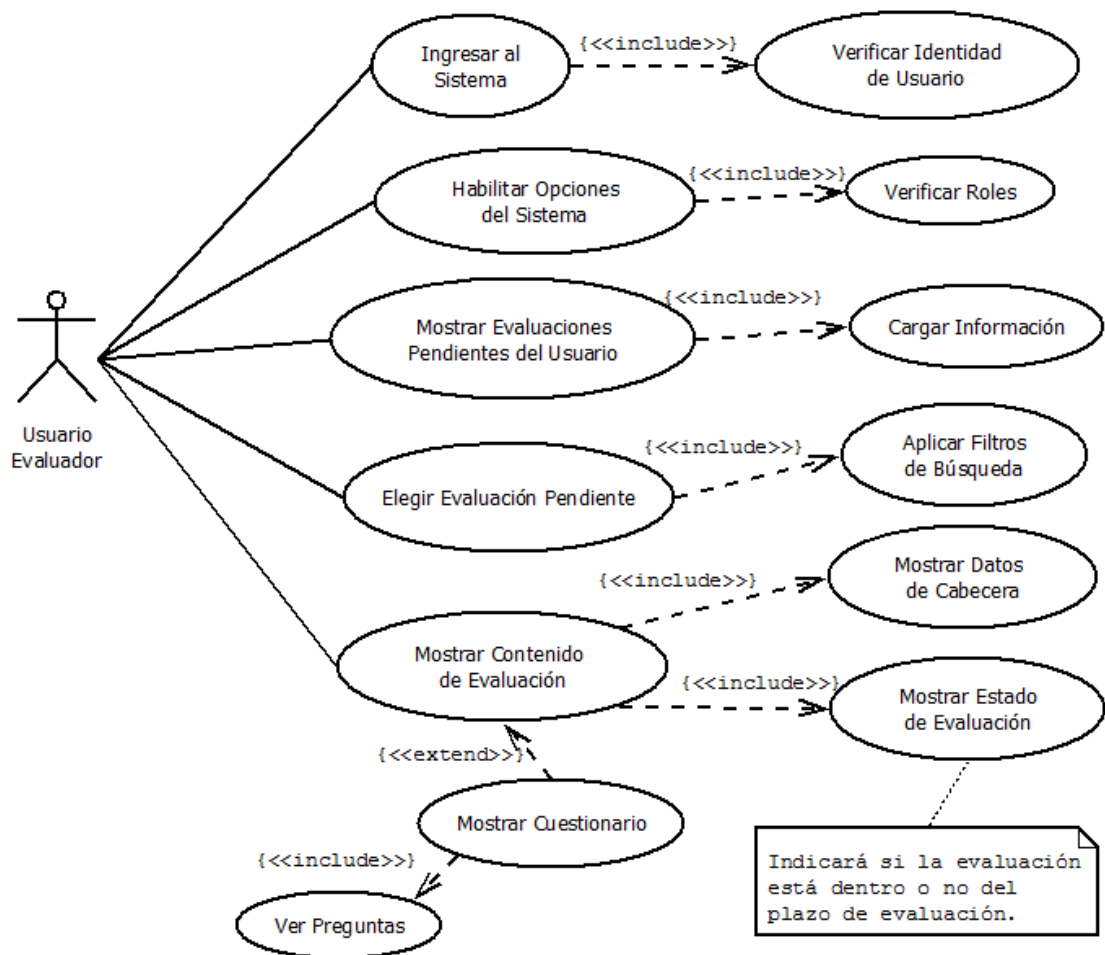 {<<include>>}
Ingresar al
Sistema
Verificar Identidad
de Usuario
{<<include>>}
Habilitar Opciones
del Sistema
Verificar Roles
{<<include>>}
Mostrar Evaluaciones
Pendientes del Usuario
Cargar Información
Usuario
Evaluador
{<<include>>}
Elegir Evaluación Pendiente
Aplicar Filtros
de Búsqueda
{<<include>>}
Mostrar Datos
de Cabecera
Mostrar Contenido
de Evaluación
{<<include>>}
Mostrar Estado
de Evaluación
{<<extend>>}
Mostrar Cuestionario
{<<include>>}
Ver Preguntas
Indicará si la evaluación
está dentro o no del
plazo de evaluación.